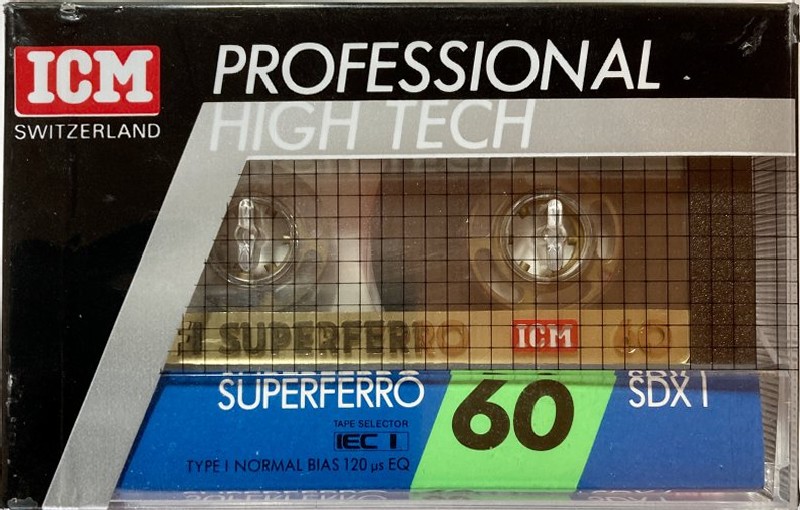 ICM
SWITZERLAND
PROFESSIONAL
HIGH TECH
SUPERFERRO ICM 60
SUPERFERRO 60 SDX I
TAPE SELECTOR
IEC I
TYPE I NORMAL BIAS 120 µs EQ